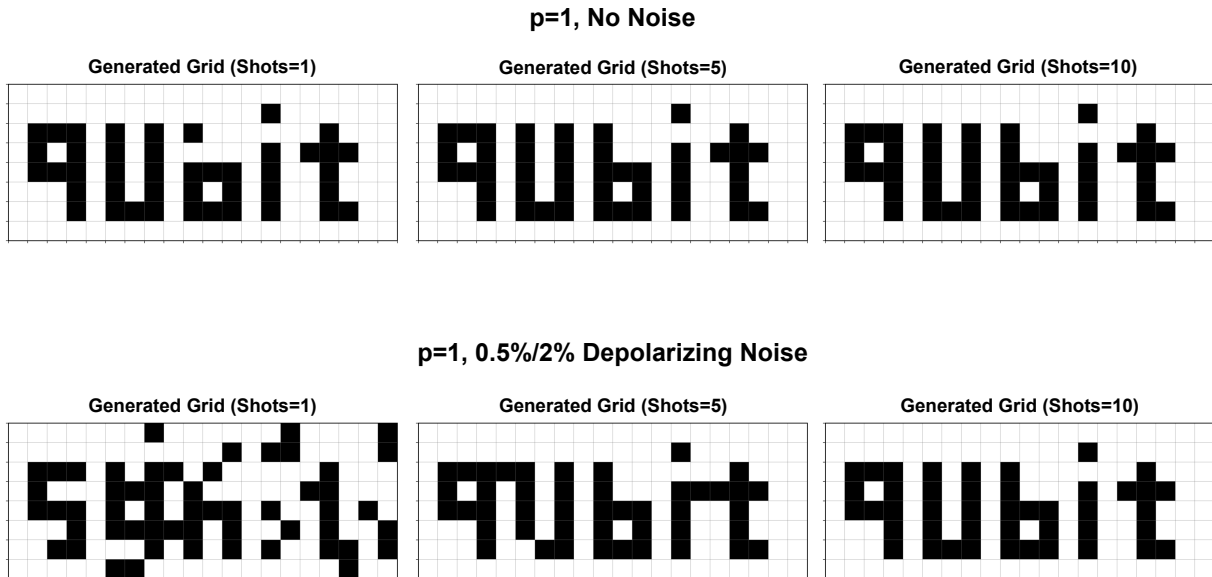 p=1, No Noise
Generated Grid (Shots=1) Generated Grid (Shots=5) Generated Grid (Shots=10)
qUbit qUbit qUbit
p=1, 0.5%/2% Depolarizing Noise
Generated Grid (Shots=1) Generated Grid (Shots=5) Generated Grid (Shots=10)
qUbit qUbit